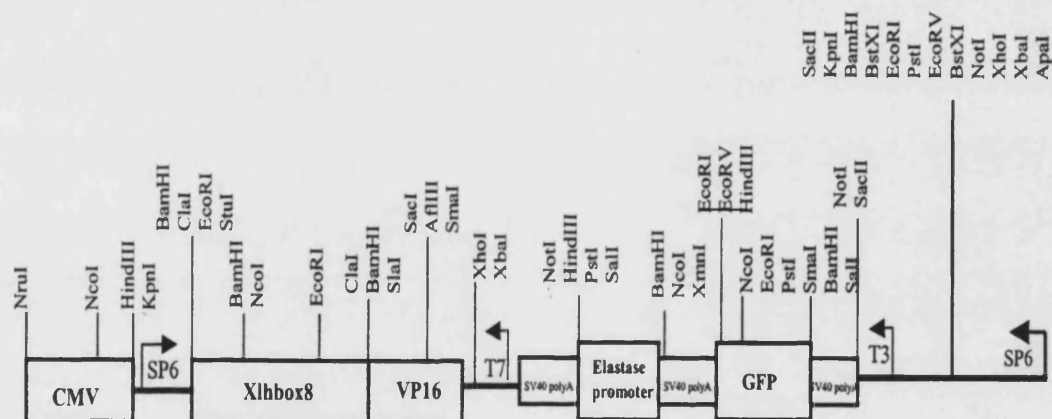 SacII
KpnI
BamHI
BstXI
EcoRI
PstI
EcoRV
BstXI
NotI
XhoI
XbaI
ApaI
NruI
NcoI
HindIII
KpnI
BamHI
ClaI
EcoRI
StuI
BamHI
NcoI
EcoRI
ClaI
BamHI
SlaI
SacI
AflIII
SmaI
XhoI
XbaI
NotI
HindIII
PstI
SalI
BamHI
NcoI
XmnI
EcoRI
EcoRV
HindIII
NcoI
EcoRI
PstI
SmaI
BamHI
SalI
NotI
SacII
CMV
SP6
Xlhbox8
VP16
T7
SV40 polyA
Elastase
promoter
SV40 polyA
GFP
SV40 polyA
T3
SP6